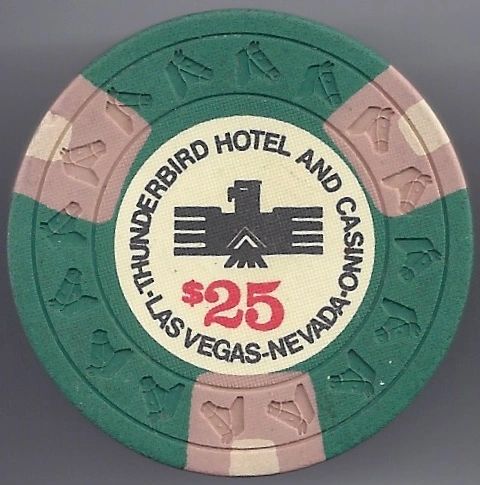 THUNDERBIRD HOTEL AND CASINO-
LAS VEGAS-NEVADA-
$25